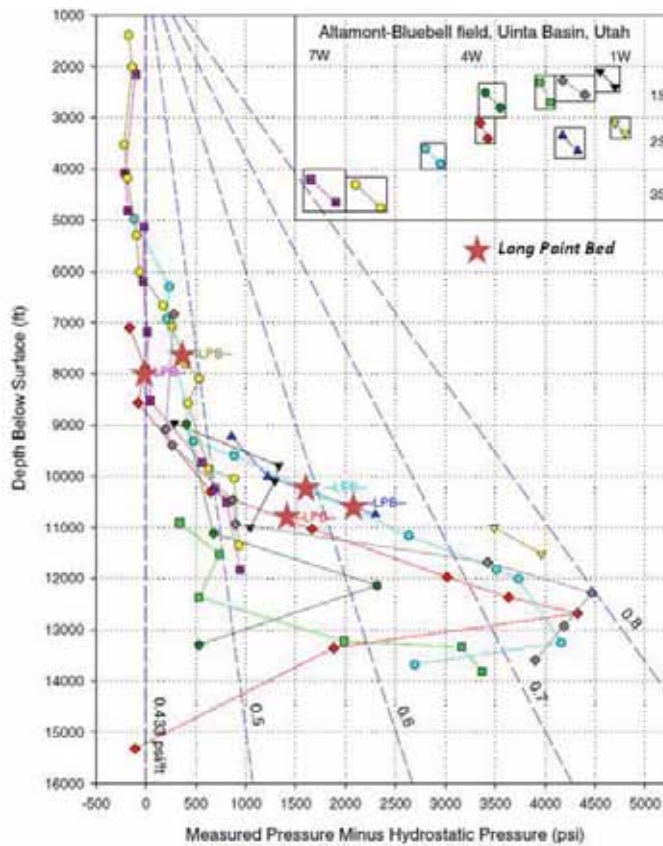 Altamont-Bluebell field, Uinta Basin, Utah
7W 4W 1W
1S
2S
3S
Long Point Bed
1000
2000
3000
4000
5000
6000
7000
8000
9000
10000
11000
12000
13000
14000
15000
16000
Depth Below Surface (ft)
LPB
LPB
LPB
LPB
LPB
0.433 psi/ft
0.5
0.6
0.7
0.8
-500 0 500 1000 1500 2000 2500 3000 3500 4000 4500 5000
Measured Pressure Minus Hydrostatic Pressure (psi)